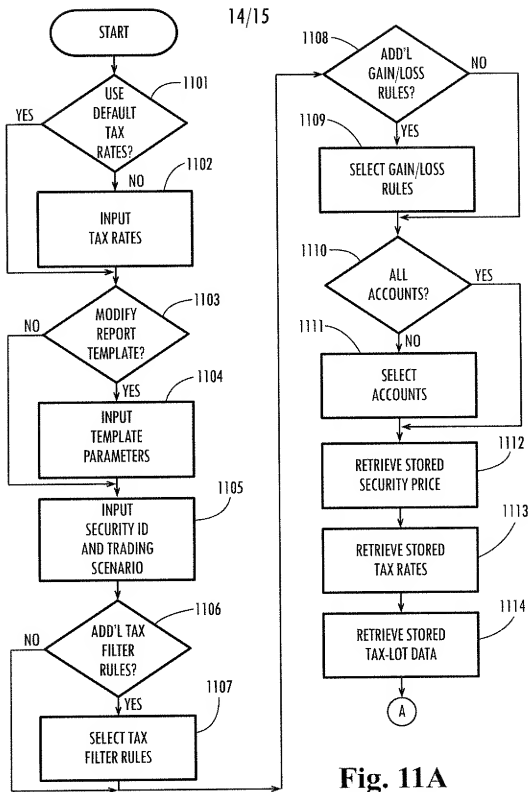 14/15
START
1101
USE
DEFAULT
TAX
RATES?
YES
NO
1102
INPUT
TAX RATES
1103
MODIFY
REPORT
TEMPLATE?
NO
YES
1104
INPUT
TEMPLATE
PARAMETERS
1105
INPUT
SECURITY ID
AND TRADING
SCENARIO
1106
ADD'L TAX
FILTER
RULES?
NO
YES
1107
SELECT TAX
FILTER RULES
1108
ADD'L
GAIN/LOSS
RULES?
NO
YES
1109
SELECT GAIN/LOSS
RULES
1110
ALL
ACCOUNTS?
YES
NO
1111
SELECT
ACCOUNTS
1112
RETRIEVE STORED
SECURITY PRICE
1113
RETRIEVE STORED
TAX RATES
1114
RETRIEVE STORED
TAX-LOT DATA
A
Fig. 11A